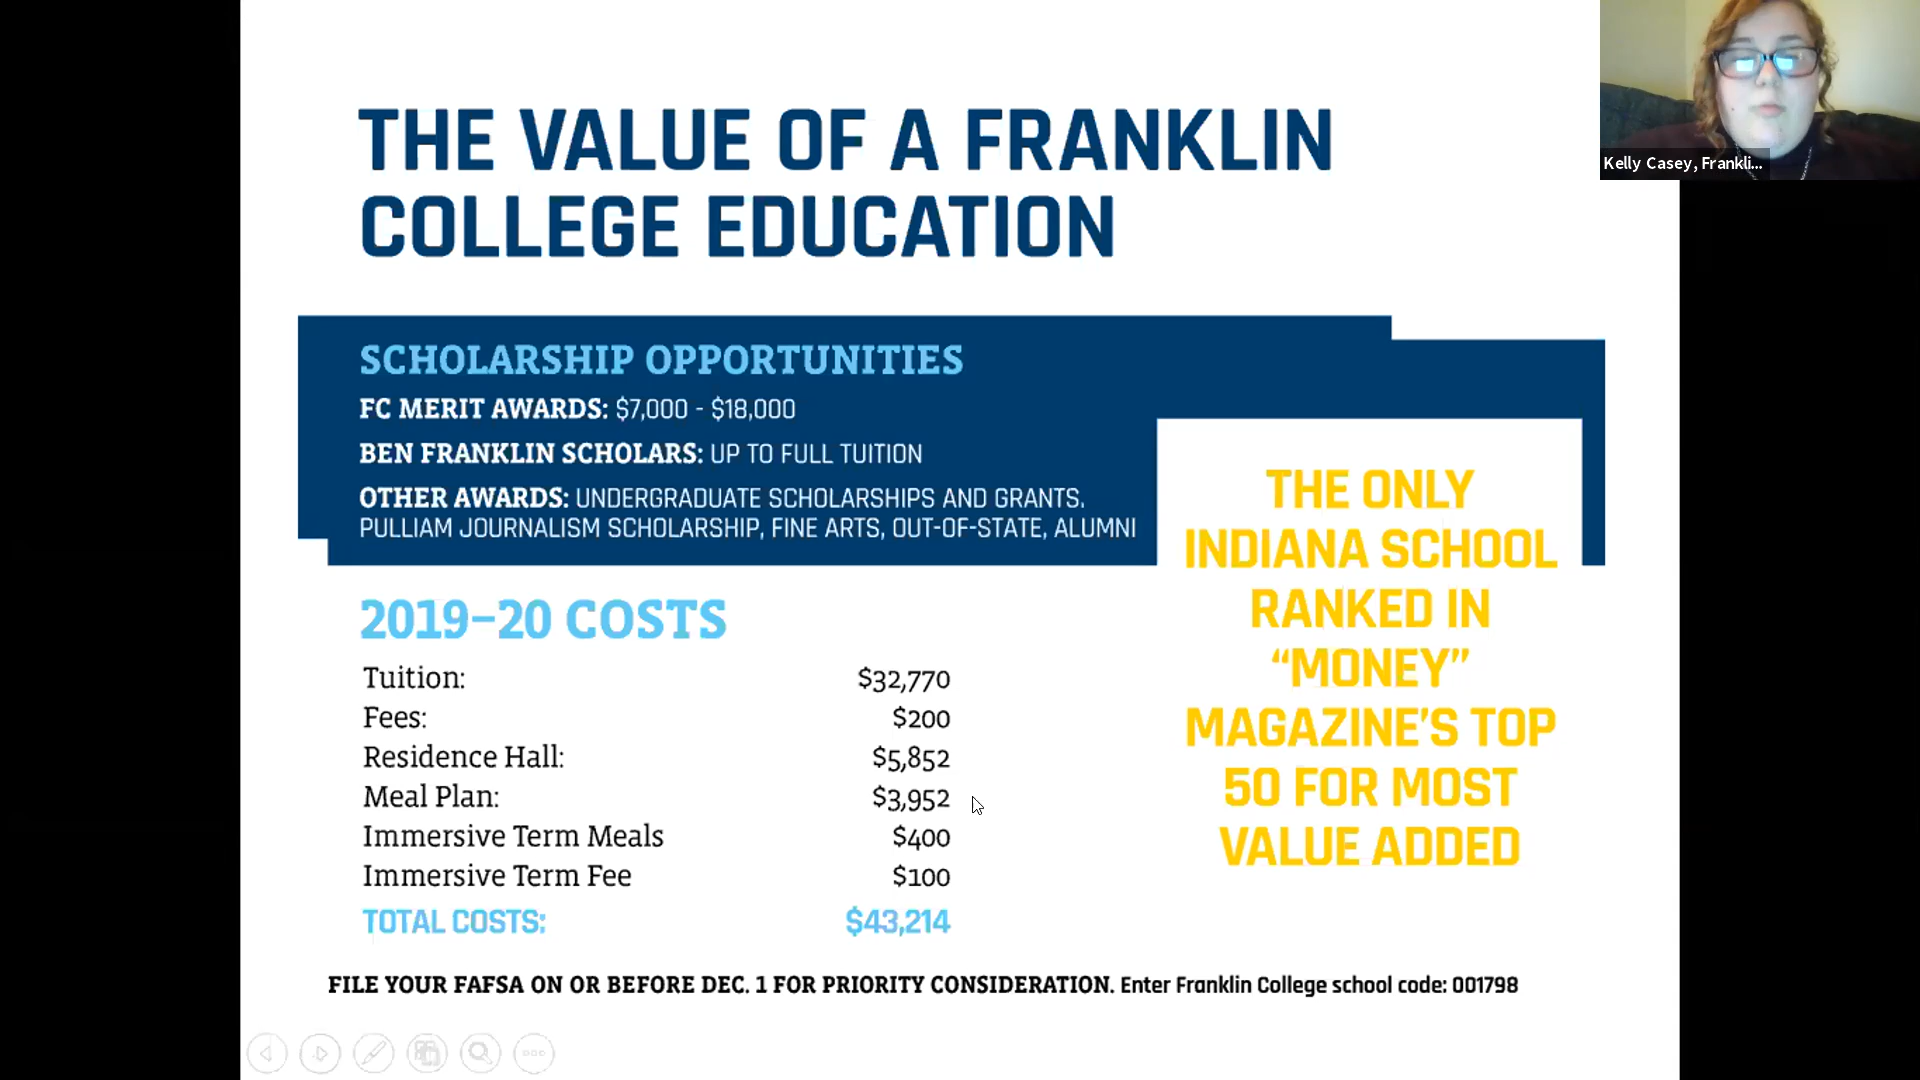 THE VALUE OF A FRANKLIN
COLLEGE EDUCATION
SCHOLARSHIP OPPORTUNITIES
FC MERIT AWARDS: $7,000 - $18,000
BEN FRANKLIN SCHOLARS: UP TO FULL TUITION
OTHER AWARDS: UNDERGRADUATE SCHOLARSHIPS AND GRANTS.
PULLIAM JOURNALISM SCHOLARSHIP, FINE ARTS, OUT-OF-STATE, ALUMNI
THE ONLY
INDIANA SCHOOL
RANKED IN
“MONEY”
MAGAZINE’S TOP
50 FOR MOST
VALUE ADDED
2019–20 COSTS
Tuition: $32,770
Fees: $200
Residence Hall: $5,852
Meal Plan: $3,952
Immersive Term Meals $400
Immersive Term Fee $100
TOTAL COSTS: $43,214
FILE YOUR FAFSA ON OR BEFORE DEC. 1 FOR PRIORITY CONSIDERATION. Enter Franklin College school code: 001798
Kelly Casey, Frankli...